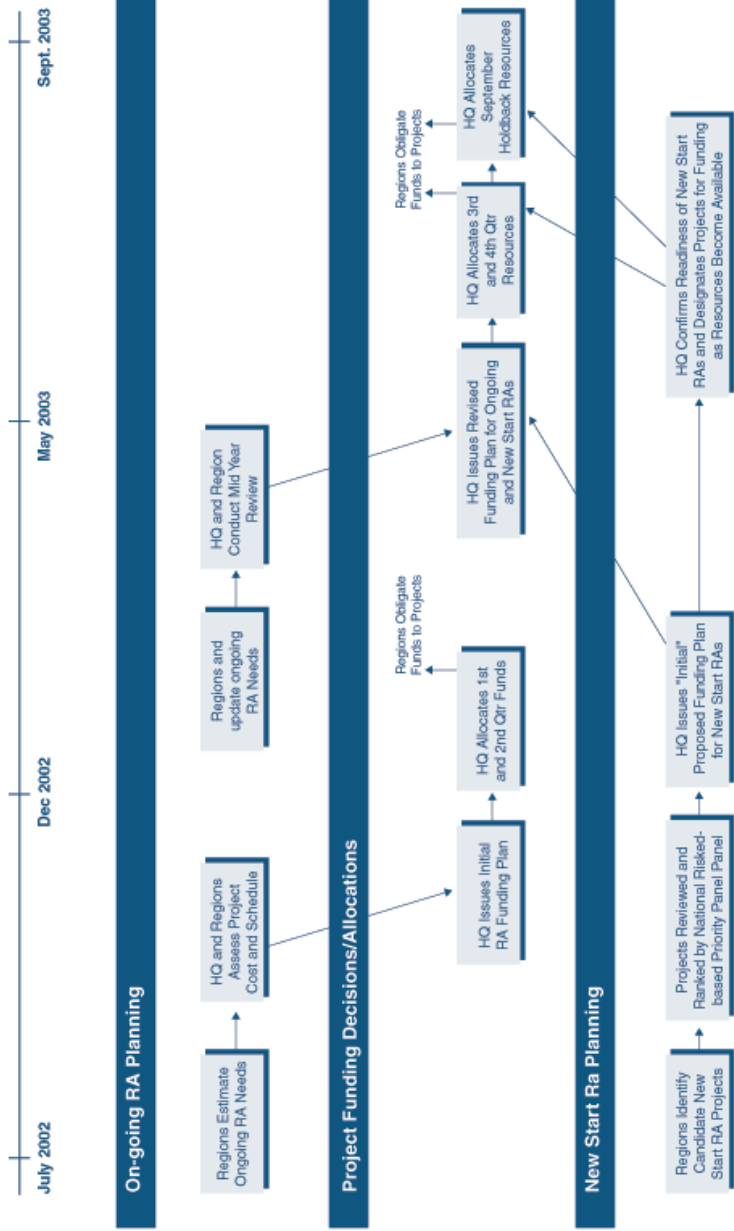 July 2002
Dec 2002
May 2003
Sept. 2003
On-going RA Planning
Regions Estimate
Ongoing RA Needs
HQ and Regions
Assess Project
Cost and Schedule
Regions and
update ongoing
RA Needs
HQ and Region
Conduct Mid Year
Review
Project Funding Decisions/Allocations
HQ Issues Initial
RA Funding Plan
HQ Allocates 1st
and 2nd Qtr Funds
Regions Obligate
Funds to Projects
HQ Issues Revised
Funding Plan for Ongoing
and New Start RAs
HQ Allocates 3rd
and 4th Qtr
Resources
Regions Obligate
Funds to Projects
HQ Allocates
September
Holdback Resources
New Start Ra Planning
Regions Identify
Candidate New
Start RA Projects
Projects Reviewed and
Ranked by National Risked-
based Priority Panel Panel
HQ Issues "Initial"
Proposed Funding Plan
for New Start RAs
HQ Confirms Readiness of New Start
RAs and Designates Projects for Funding
as Resources Become Available